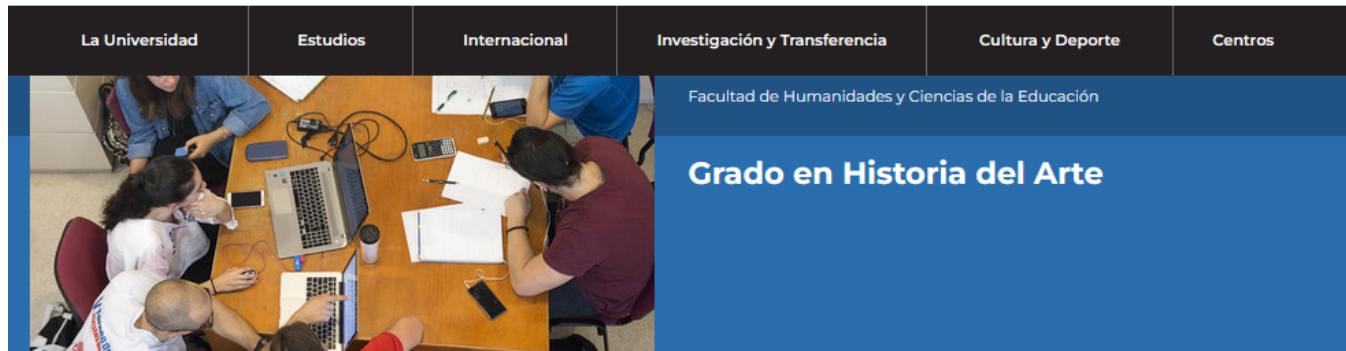 La Universidad
Estudios
Internacional
Investigación y Transferencia
Cultura y Deporte
Centros
Facultad de Humanidades y Ciencias de la Educación
Grado en Historia del Arte